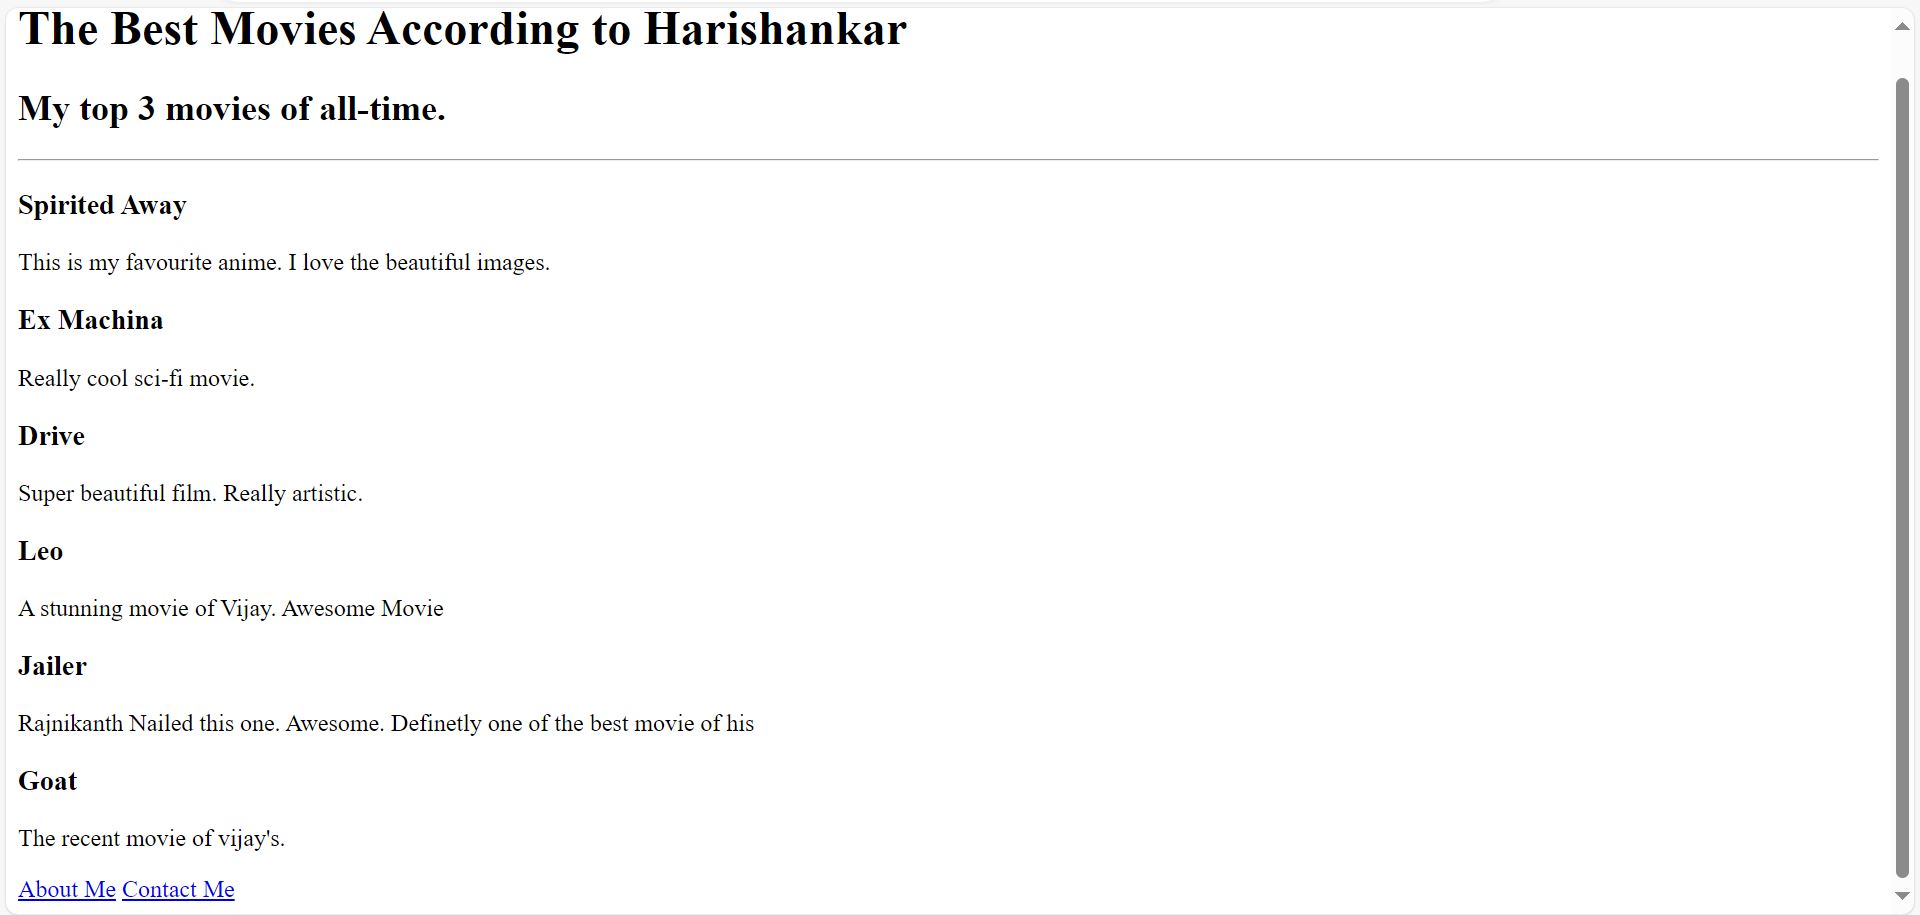 The Best Movies According to Harishankar
My top 3 movies of all-time.
Spirited Away
This is my favourite anime. I love the beautiful images.
Ex Machina
Really cool sci-fi movie.
Drive
Super beautiful film. Really artistic.
Leo
A stunning movie of Vijay. Awesome Movie
Jailer
Rajnikanth Nailed this one. Awesome. Definetly one of the best movie of his
Goat
The recent movie of vijay's.
About Me Contact Me